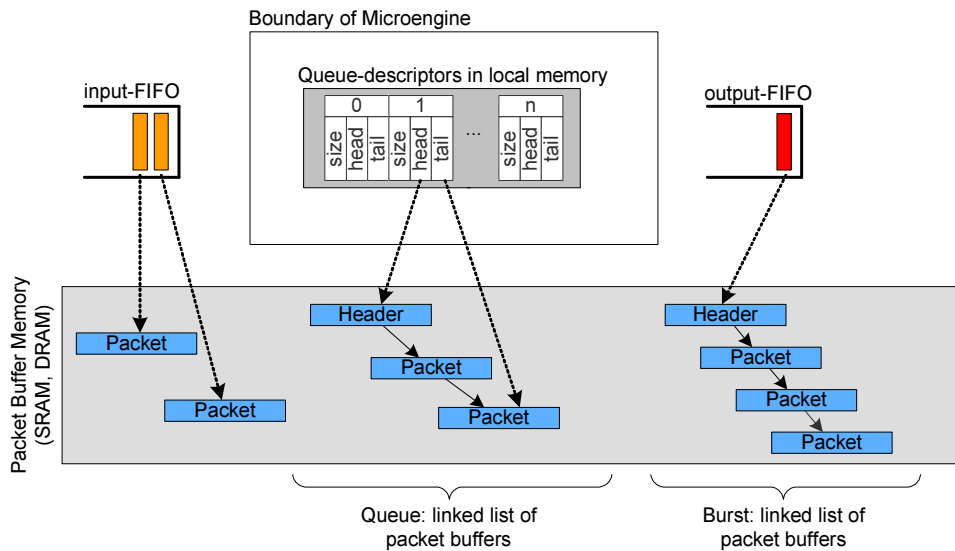 Boundary of Microengine
input-FIFO
Queue-descriptors in local memory
output-FIFO
0 1 ... n
size head tail size head tail size head tail
Packet Buffer Memory
(SRAM, DRAM)
Header
Header
Packet
Packet
Packet
Packet
Packet
Packet
Packet
Queue: linked list of
packet buffers
Burst: linked list of
packet buffers